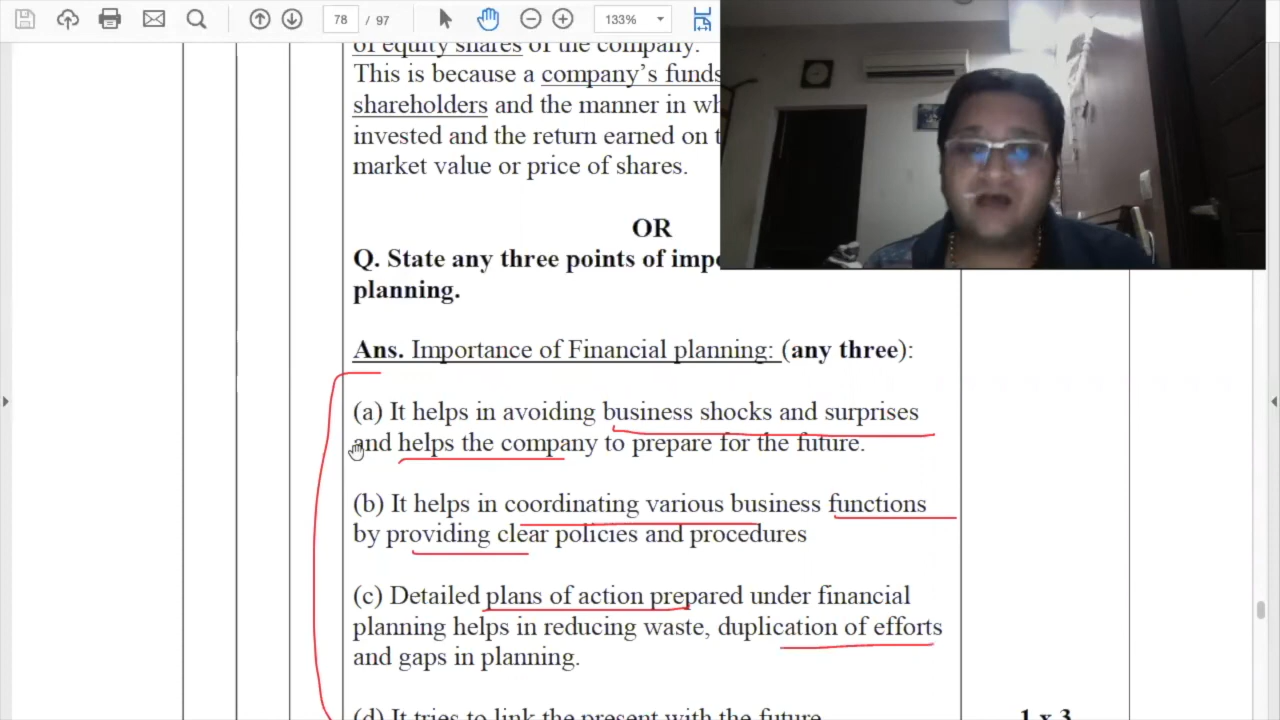 78 / 97
133%
of equity shares of the company.
This is because a company's funds
shareholders and the manner in
invested and the return earned on
market value or price of shares.
OR
Q. State any three points of
planning.
Ans. Importance of Financial planning: (any three):
(a) It helps in avoiding business shocks and surprises
and helps the company to prepare for the future.
(b) It helps in coordinating various business functions
by providing clear policies and procedures
(c) Detailed plans of action prepared under financial
planning helps in reducing waste, duplication of efforts
and gaps in planning.
(d) It tries to link the present with the future
1 x 3